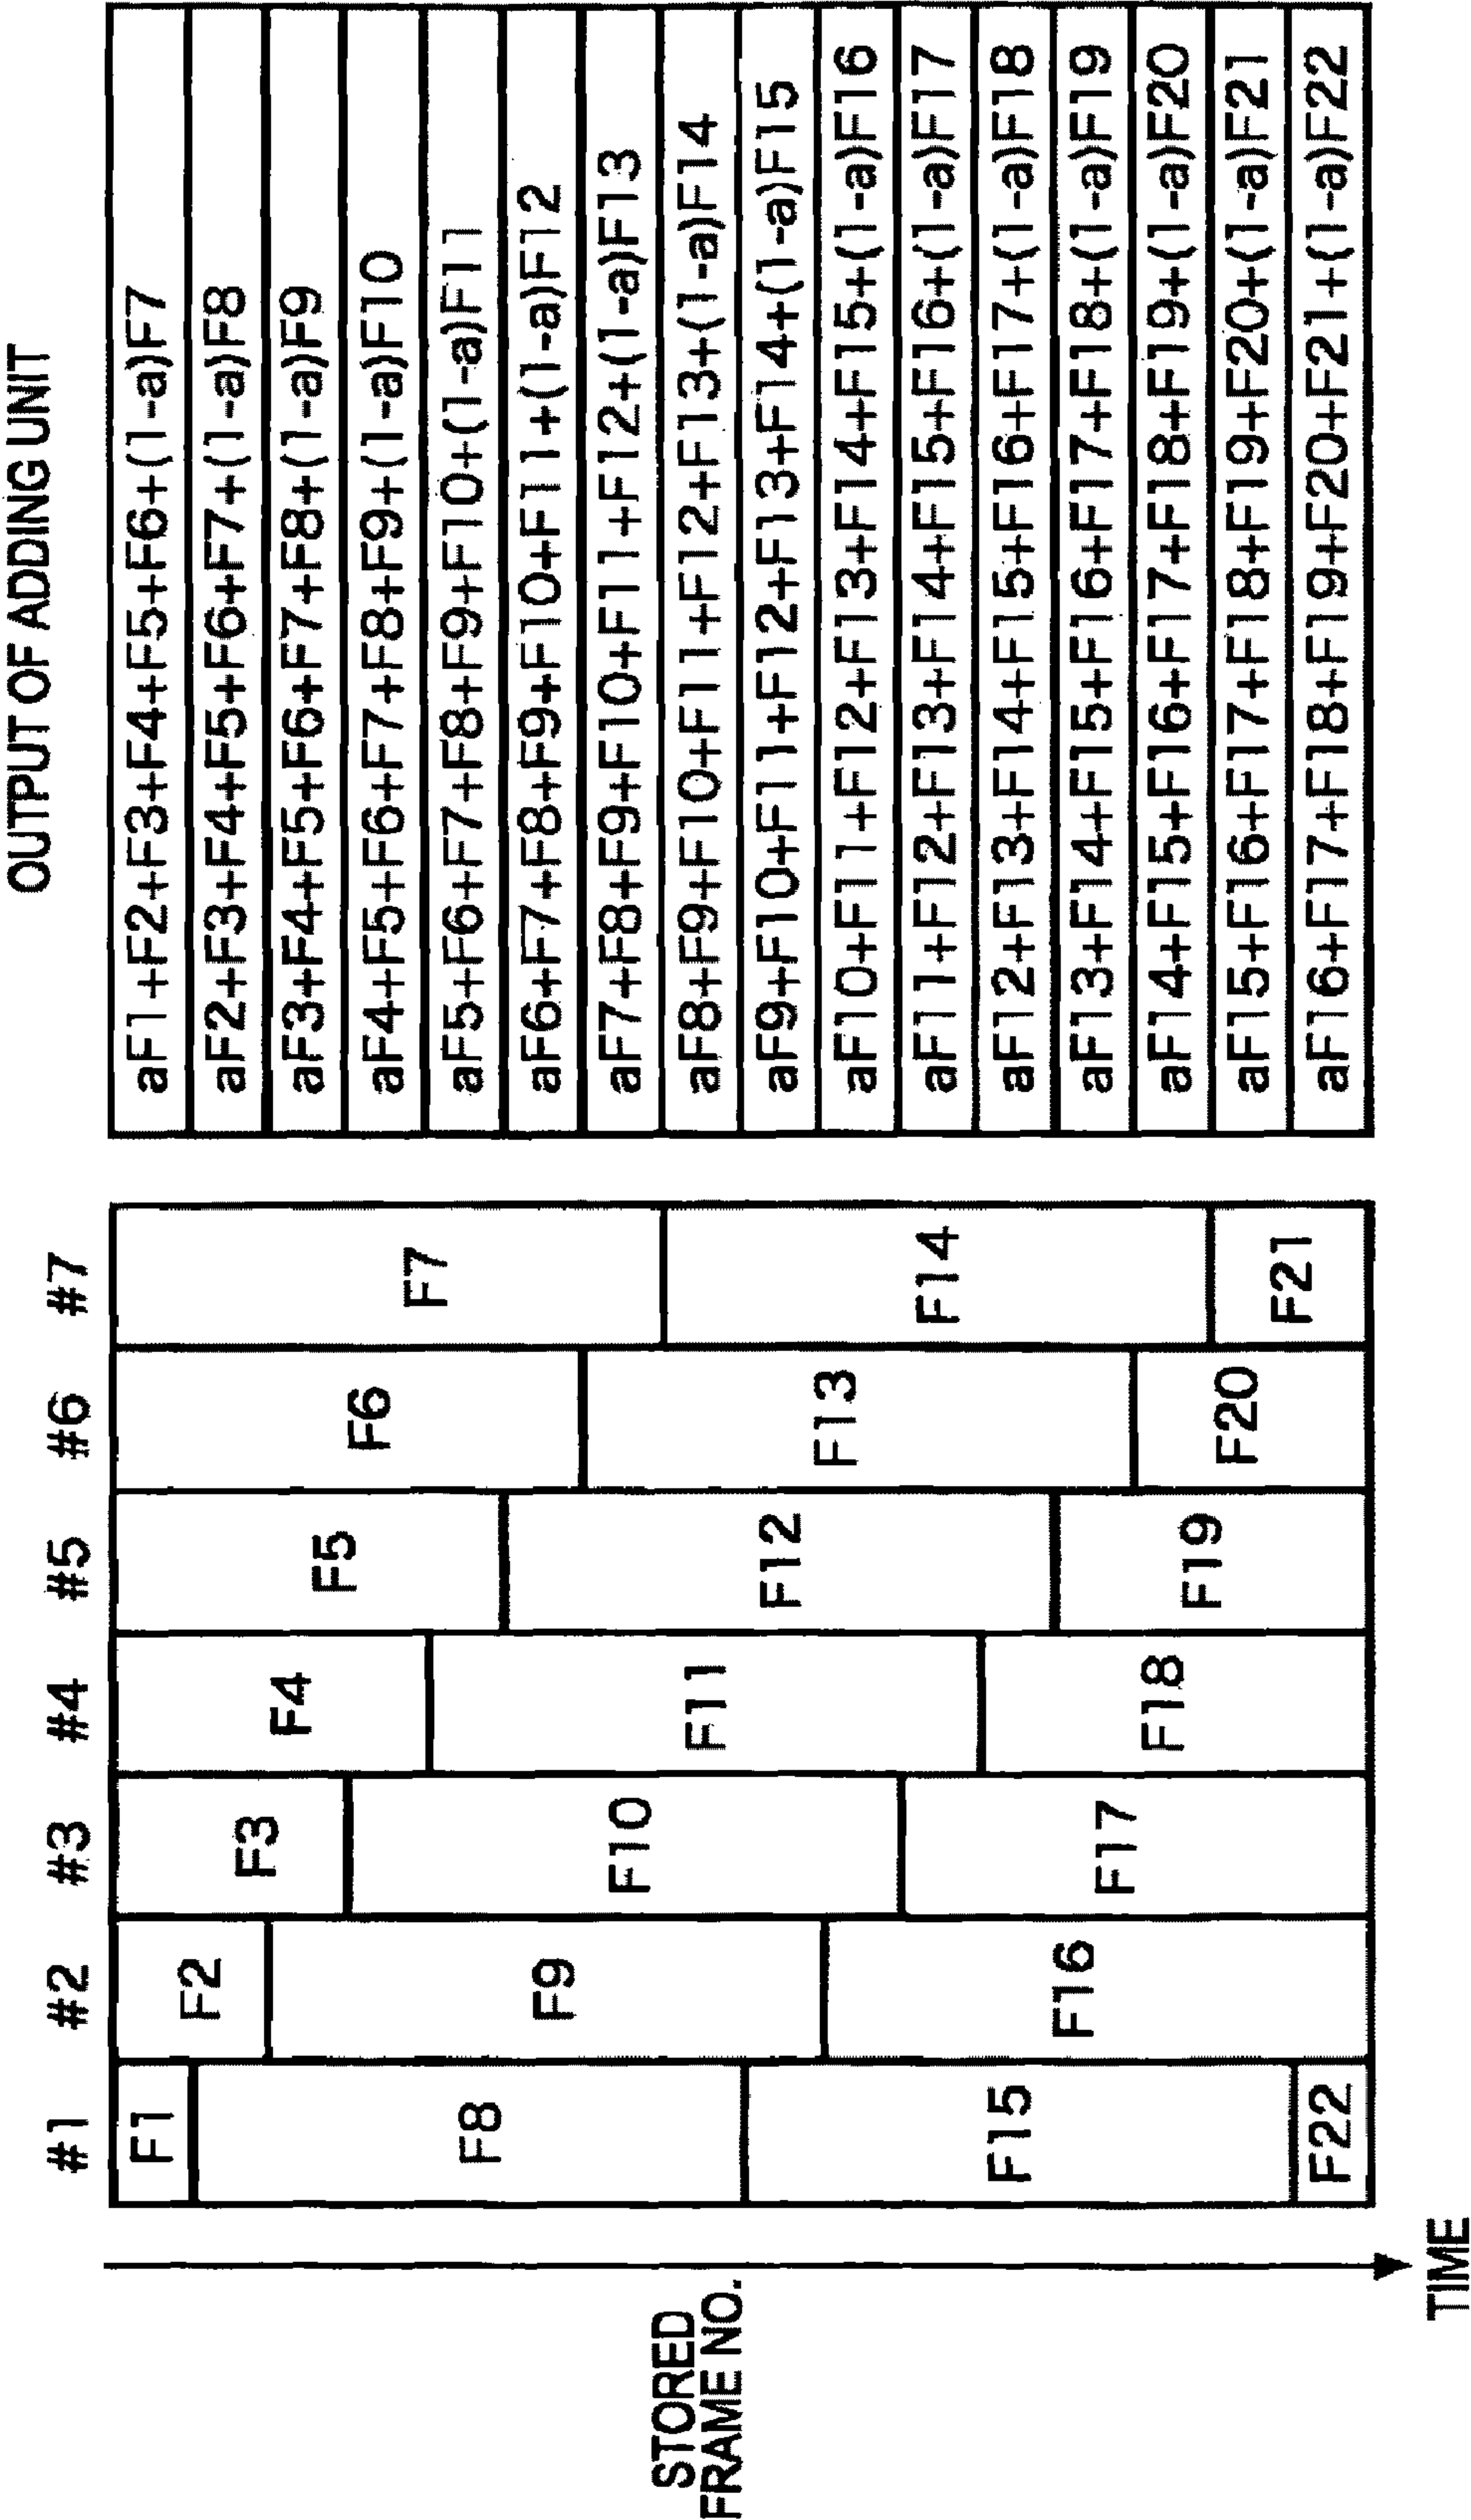 #1 #2 #3 #4 #5 #6 #7
OUTPUT OF ADDING UNIT
STORED
FRAME NO.
TIME
F1
F8
F15
F22
F2
F9
F16
F3
F10
F17
F4
F11
F18
F5
F12
F19
F6
F13
F20
F7
F14
F21
aF1+F2+F3+F4+F5+F6+(1-a)F7
aF2+F3+F4+F5+F6+F7+(1-a)F8
aF3+F4+F5+F6+F7+F8+(1-a)F9
aF4+F5+F6+F7+F8+F9+(1-a)F10
aF5+F6+F7+F8+F9+F10+(1-a)F11
aF6+F7+F8+F9+F10+F11+(1-a)F12
aF7+F8+F9+F10+F11+F12+(1-a)F13
aF8+F9+F10+F11+F12+F13+(1-a)F14
aF9+F10+F11+F12+F13+F14+(1-a)F15
aF10+F11+F12+F13+F14+F15+(1-a)F16
aF11+F12+F13+F14+F15+F16+(1-a)F17
aF12+F13+F14+F15+F16+F17+(1-a)F18
aF13+F14+F15+F16+F17+F18+(1-a)F19
aF14+F15+F16+F17+F18+F19+(1-a)F20
aF15+F16+F17+F18+F19+F20+(1-a)F21
aF16+F17+F18+F19+F20+F21+(1-a)F22